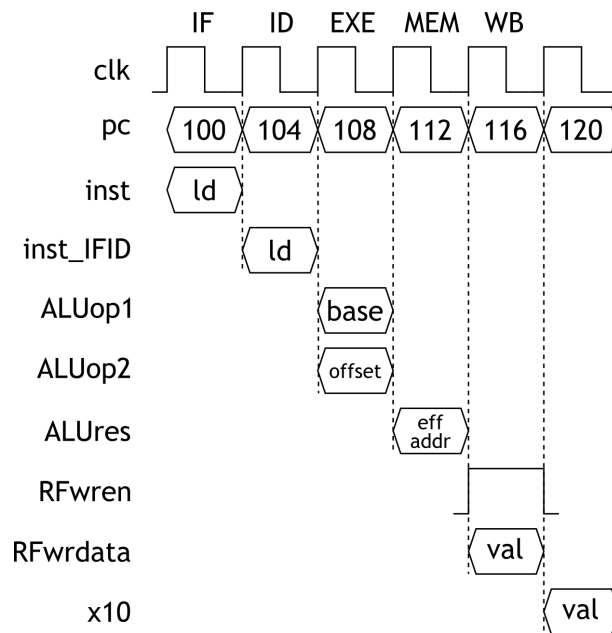 IF ID EXE MEM WB
clk
pc 100 104 108 112 116 120
inst ld
inst_IFID ld
ALUop1 base
ALUop2 offset
ALUres eff
addr
RFwren
RFwrdata val
x10 val